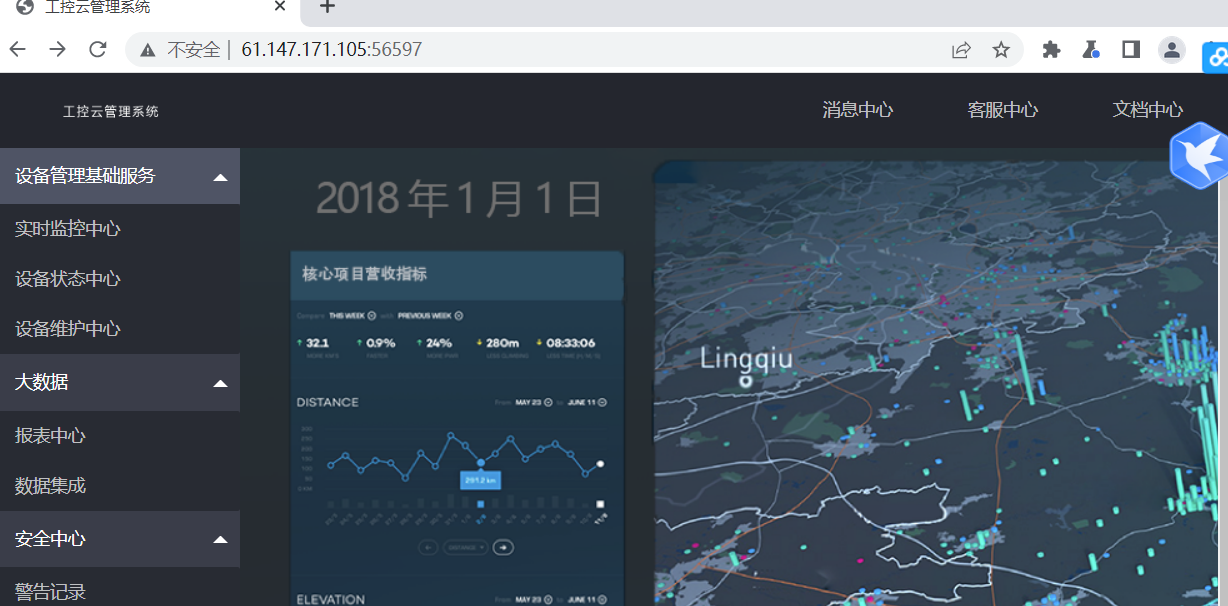 工控云管理系统
不安全 | 61.147.171.105:56597
工控云管理系统
消息中心
客服中心
文档中心
设备管理基础服务
实时监控中心
设备状态中心
设备维护中心
大数据
报表中心
数据集成
安全中心
警告记录
2018 年 1 月 1 日
核心项目营收指标
Compare THIS WEEK with PREVIOUS WEEK
32.1
0.9%
24%
280m
08:33:06
DISTANCE
From MAY 23 to JUNE 11
291.2 km
DISTANCE
ELEVATION
From MAY 23 to JUNE 11
Lingqiu